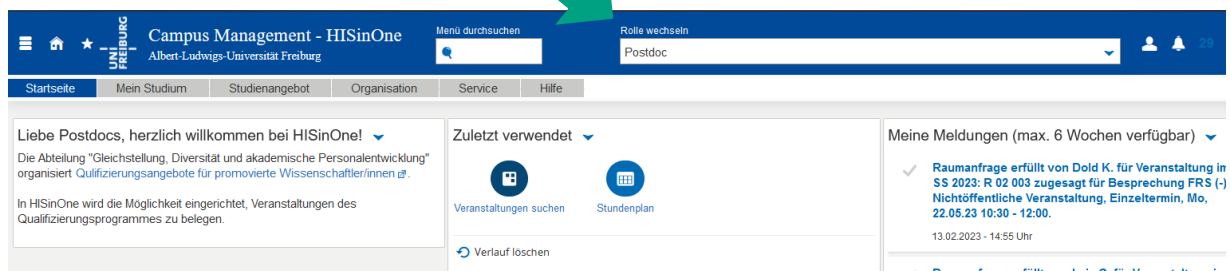 UNI
FREIBURG
Campus Management - HISinOne
Albert-Ludwigs-Universität Freiburg
Menü durchsuchen
Rolle wechseln
Postdoc
29
Startseite
Mein Studium
Studienangebot
Organisation
Service
Hilfe
Liebe Postdocs, herzlich willkommen bei HISinOne!
Die Abteilung "Gleichstellung, Diversität und akademische Personalentwicklung"
organisiert Qulifizierungsangebote für promovierte Wissenschaftler/innen.
In HISinOne wird die Möglichkeit eingerichtet, Veranstaltungen des
Qualifizierungsprogrammes zu belegen.
Zuletzt verwendet
Veranstaltungen suchen
Stundenplan
Verlauf löschen
Meine Meldungen (max. 6 Wochen verfügbar)
Raumanfrage erfüllt von Dold K. für Veranstaltung im
SS 2023: R 02 003 zugesagt für Besprechung FRS (-)
Nichtöffentliche Veranstaltung, Einzeltermin, Mo,
22.05.23 10:30 - 12:00.
13.02.2023 - 14:55 Uhr